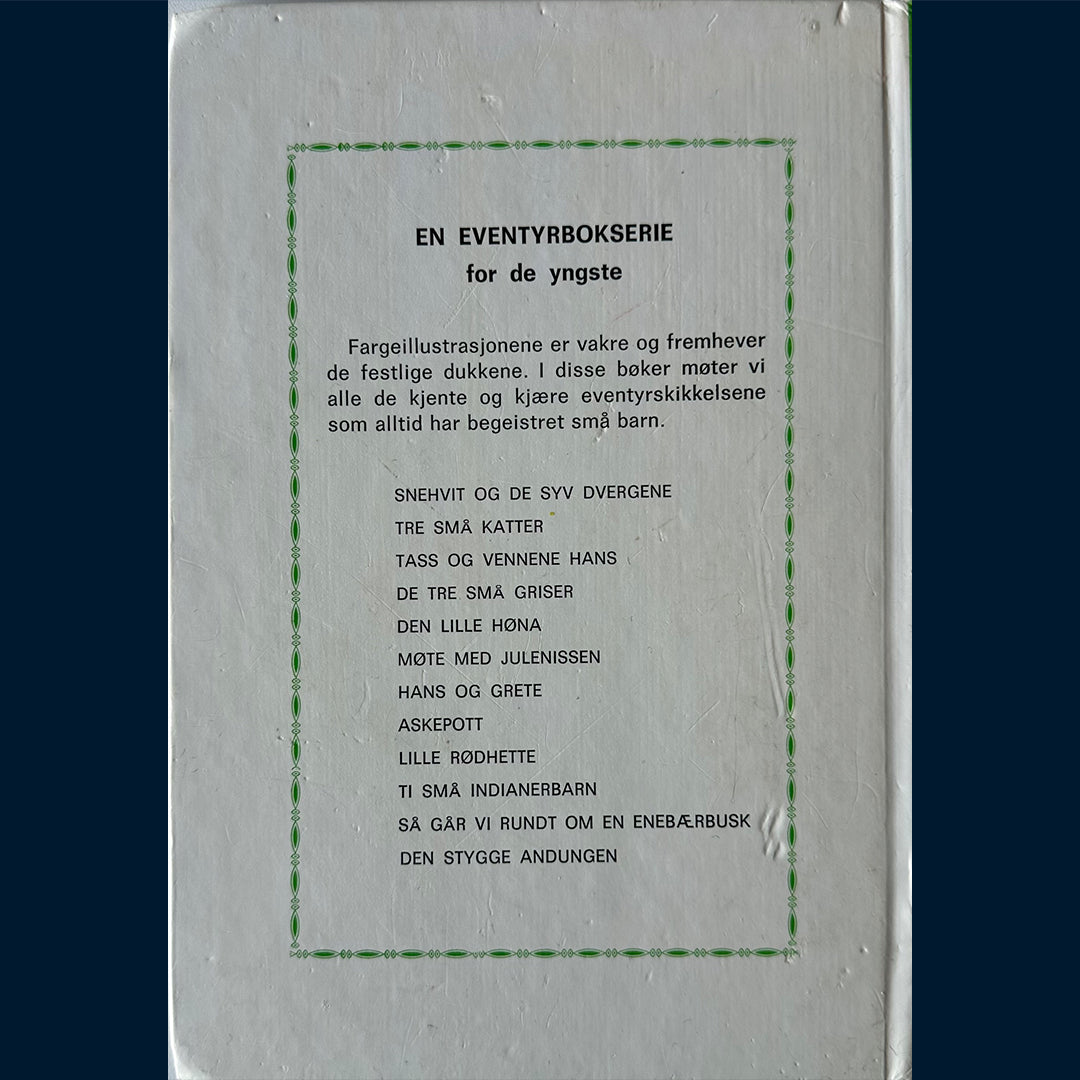 EN EVENTYRBOKSERIE
for de yngste
Fargeillustrasjonene er vakre og fremhever
de festlige dukkene. I disse bøker møter vi
alle de kjente og kjære eventyrskikkelsene
som alltid har begeistret små barn.
SNEHVIT OG DE SYV DVERGENE
TRE SMÅ KATTER
TASS OG VENNENE HANS
DE TRE SMÅ GRISER
DEN LILLE HØNA
MØTE MED JULENISSEN
HANS OG GRETE
ASKEPOTT
LILLE RØDHETTE
TI SMÅ INDIANERBARN
SÅ GÅR VI RUNDT OM EN ENEBÆRBUSK
DEN STYGGE ANDUNGEN